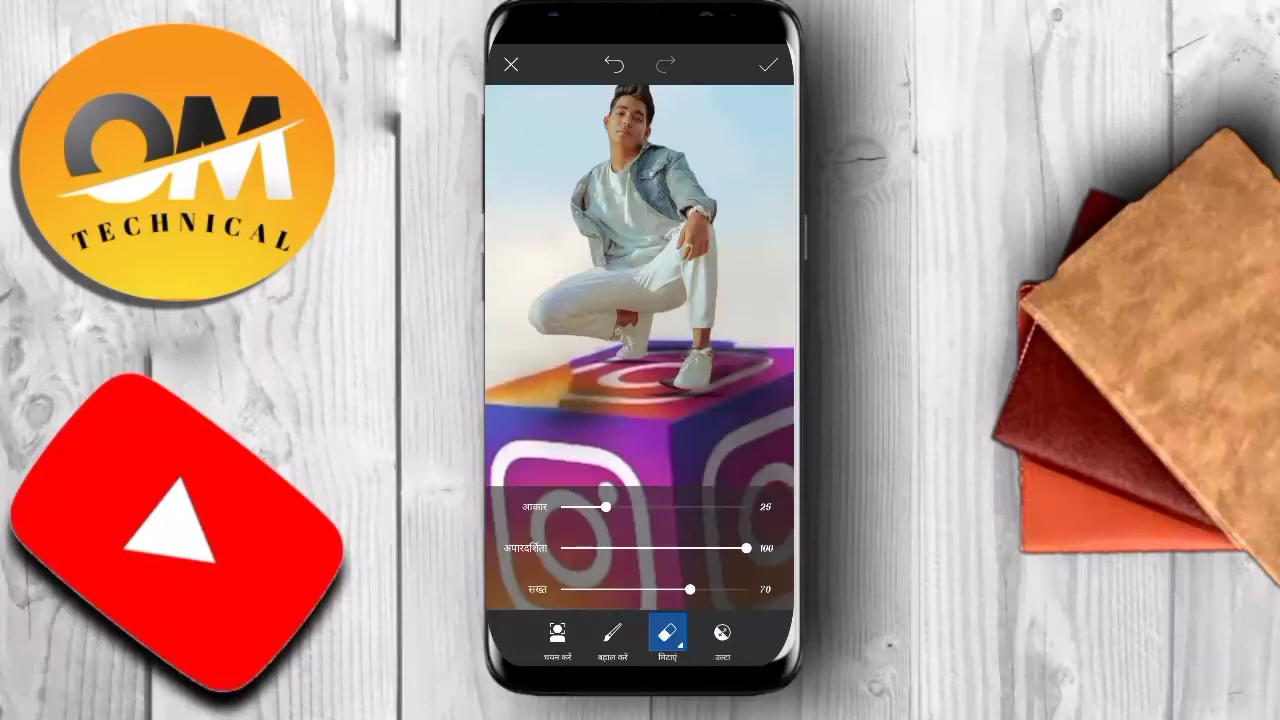 OM
TECHNICAL
आकार 25
अपारदर्शिता 100
सख्त 70
चयन करें बहाल करें मिटाएं उल्टा